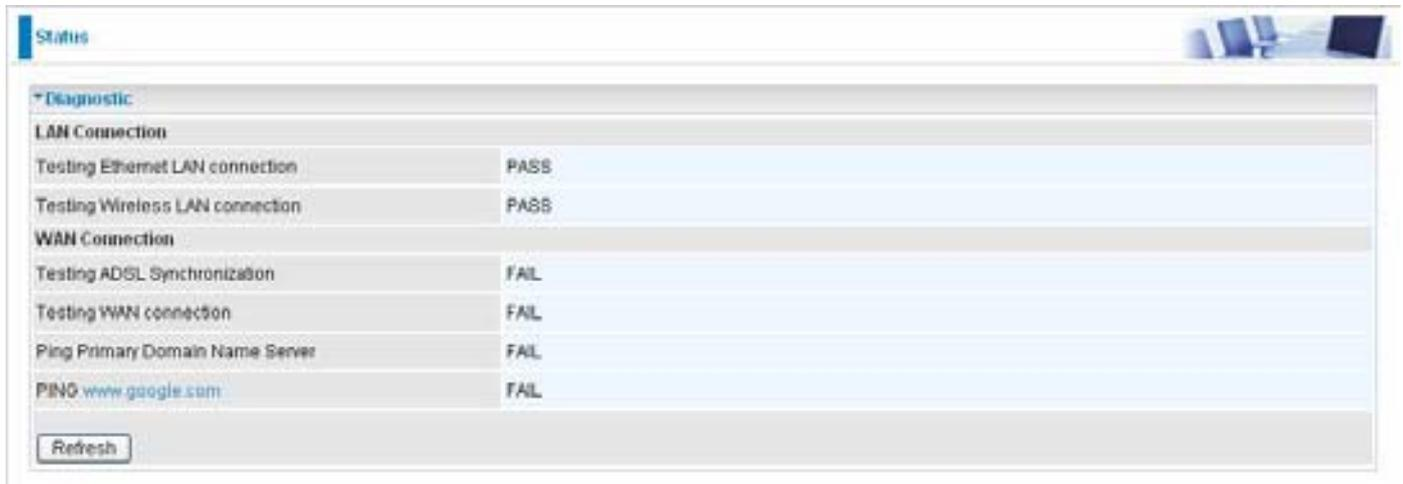 Status
Diagnostic
LAN Connection
Testing Ethernet LAN connection PASS
Testing Wireless LAN connection PASS
WAN Connection
Testing ADSL Synchronization FAIL
Testing WAN connection FAIL
Ping Primary Domain Name Server FAIL
PING www.google.com FAIL
Refresh